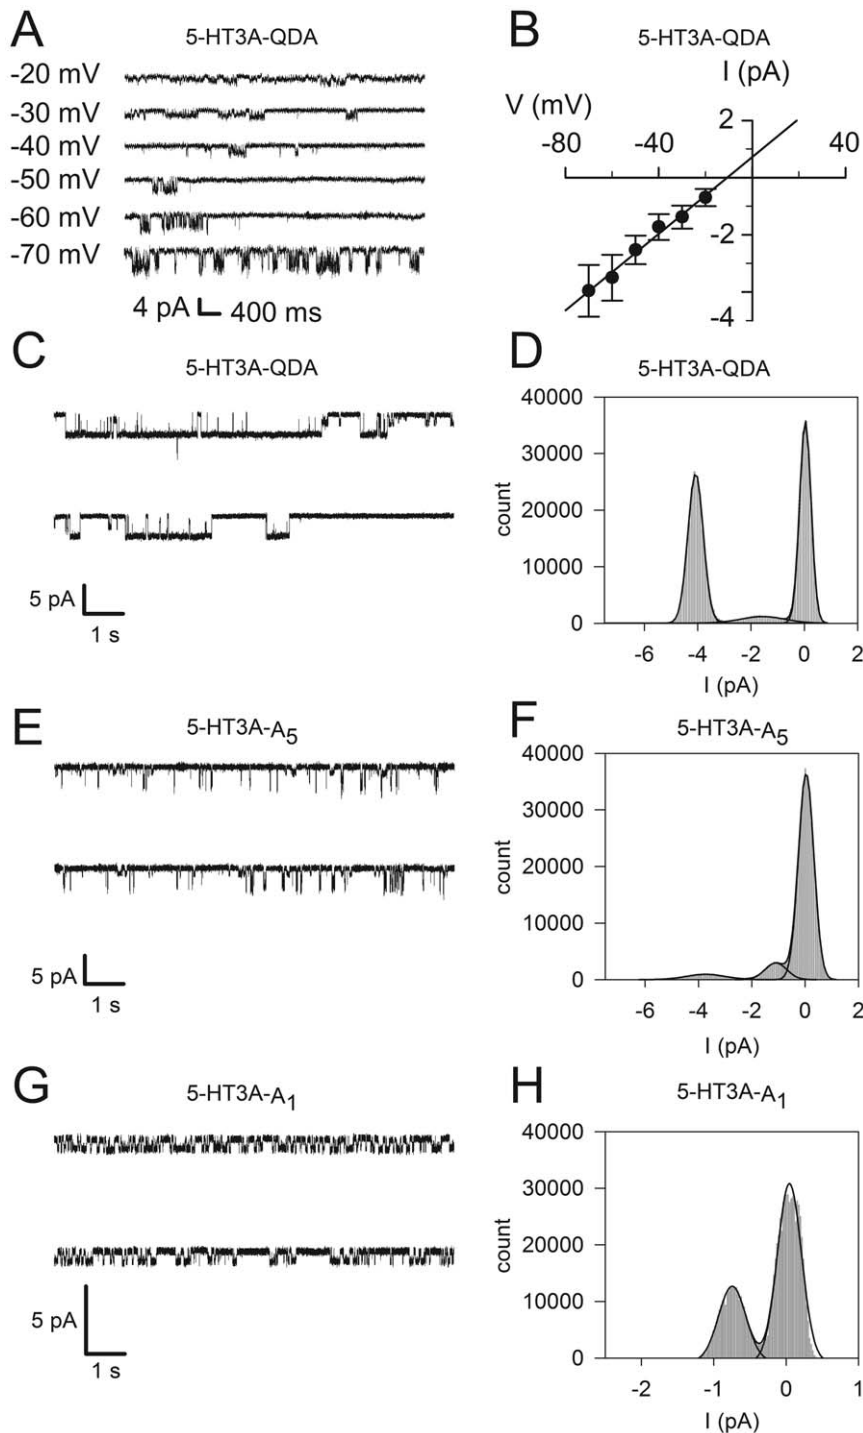 A
5-HT3A-QDA
-20 mV
-30 mV
-40 mV
-50 mV
-60 mV
-70 mV
4 pA 400 ms
B
5-HT3A-QDA
I (pA)
V (mV)
2
-80 -40 40
-2
-4
C
5-HT3A-QDA
5 pA
1 s
D
5-HT3A-QDA
40000
30000
20000
10000
0
count
-6 -4 -2 0 2
I (pA)
E
5-HT3A-A5
5 pA
1 s
F
5-HT3A-A5
40000
30000
20000
10000
0
count
-6 -4 -2 0 2
I (pA)
G
5-HT3A-A1
5 pA
1 s
H
5-HT3A-A1
40000
30000
20000
10000
0
count
-2 -1 0 1
I (pA)